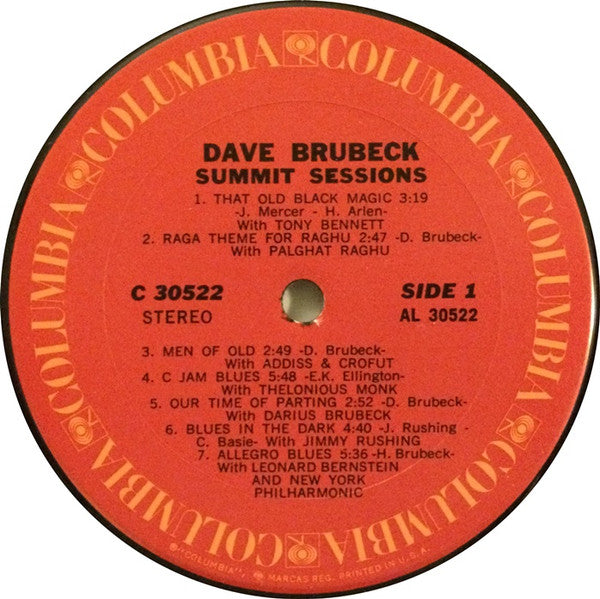 COLUMBIA COLUMBIA COLUMBIA COLUMBIA COLUMBIA COLUMBIA
DAVE BRUBECK
SUMMIT SESSIONS
1. THAT OLD BLACK MAGIC 3:19
-J. Mercer - H. Arlen-
With TONY BENNETT
2. RAGA THEME FOR RAGHU 2:47 -D. Brubeck-
With PALGHAT RAGHU
C 30522 SIDE 1
STEREO AL 30522
3. MEN OF OLD 2:49 -D. Brubeck-
With ADDISS & CROFUT
4. C JAM BLUES 5:48 -E.K. Ellington-
With THELONIOUS MONK
5. OUR TIME OF PARTING 2:52 -D. Brubeck-
With DARIUS BRUBECK
6. BLUES IN THE DARK 4:40 -J. Rushing -
C. Basie- With JIMMY RUSHING
7. ALLEGRO BLUES 5:36 -H. Brubeck-
With LEONARD BERNSTEIN
AND NEW YORK
PHILHARMONIC
℗"COLUMBIA" MARCAS REG. PRINTED IN U.S.A.